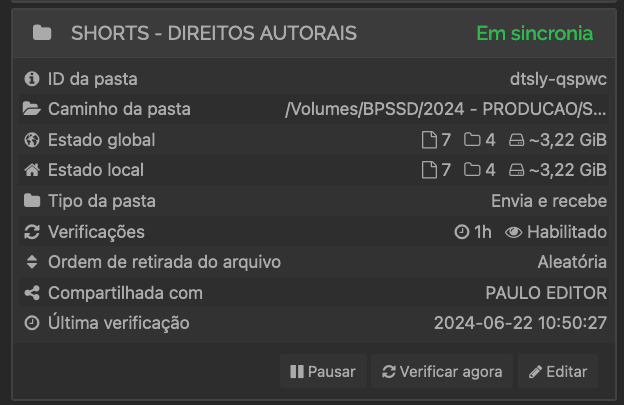 SHORTS - DIREITOS AUTORAIS Em sincronia
ID da pasta dtsly-qspwc
Caminho da pasta /Volumes/BPSSD/2024 - PRODUCAO/S...
Estado global 7 4 ~3,22 GiB
Estado local 7 4 ~3,22 GiB
Tipo da pasta Envia e recebe
Verificações 1h Habilitado
Ordem de retirada do arquivo Aleatória
Compartilhada com PAULO EDITOR
Última verificação 2024-06-22 10:50:27
Pausar Verificar agora Editar